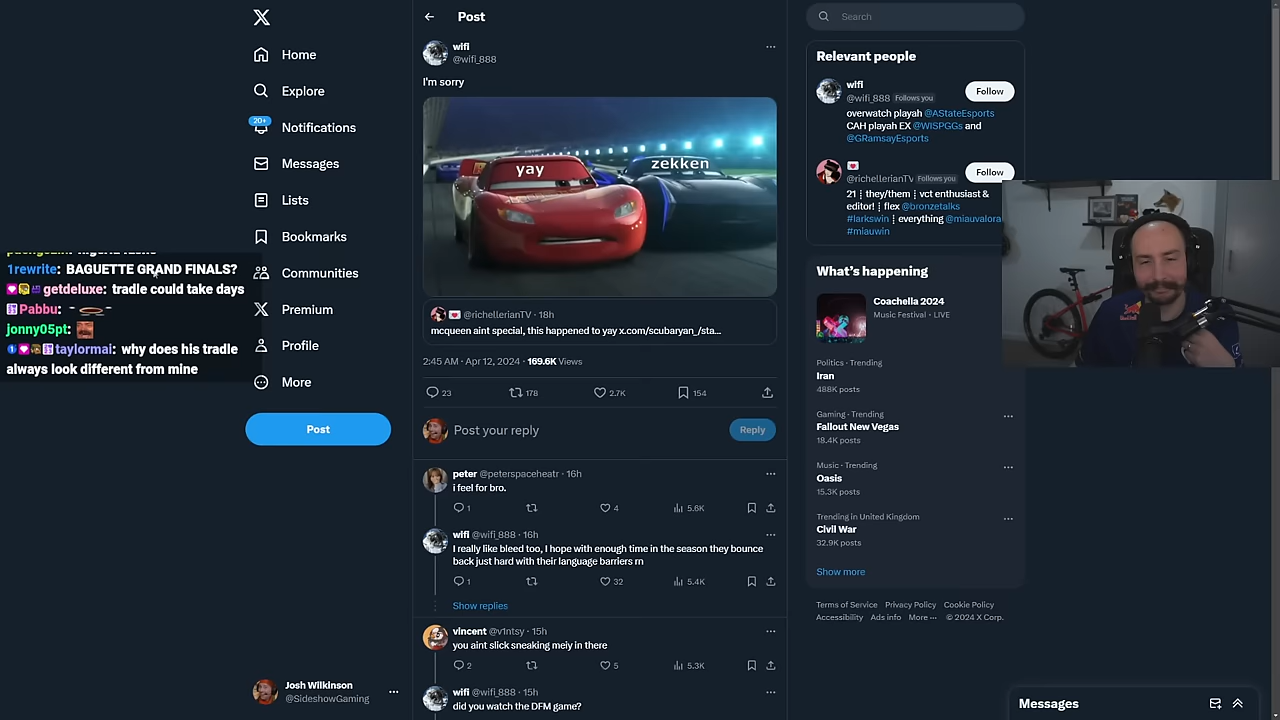 Home
Explore
20+
Notifications
Messages
Lists
Bookmarks
Communities
Premium
Profile
More
Post
Josh Wilkinson
@SideshowGaming
1rewrite: BAGUETTE GRAND FINALS?
getdeluxe: tradle could take days
Pabbu:
jonny05pt:
taylormai: why does his tradle
always look different from mine
Post
wifi
@wifi_888
I'm sorry
yay
zekken
@richellerianTV · 18h
mcqueen aint special, this happened to yay x.com/scubaryan_/sta...
2:45 AM · Apr 12, 2024 · 169.6K Views
23
178
2.7K
154
Post your reply
Reply
peter @peterspaceheatr · 16h
i feel for bro.
1
4
5.6K
wifi @wifi_888 · 16h
I really like bleed too, I hope with enough time in the season they bounce
back just hard with their language barriers rn
1
32
5.4K
Show replies
vincent @v1ntsy · 15h
you aint slick sneaking meiy in there
2
5
5.3K
wifi @wifi_888 · 15h
did you watch the DFM game?
Search
Relevant people
wifi
@wifi_888 Follows you
Follow
overwatch playah @AStateEsports
CAH playah EX @WISPGGs and
@GRamsayEsports
@richellerianTV Follows you
Follow
21 ┊ they/them ┊ vct enthusiast &
editor! ┊ flex @bronzetalks
#larkswin ┊ everything @miauvalora
#miauwin
What's happening
Coachella 2024
Music Festival · LIVE
Politics · Trending
Iran
488K posts
Gaming · Trending
Fallout New Vegas
18.4K posts
Music · Trending
Oasis
15.3K posts
Trending in United Kingdom
Civil War
32.9K posts
Show more
Terms of Service Privacy Policy Cookie Policy
Accessibility Ads info More ··· © 2024 X Corp.
Messages